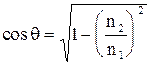 cos θ = √(1 − (n₂/n₁)²)